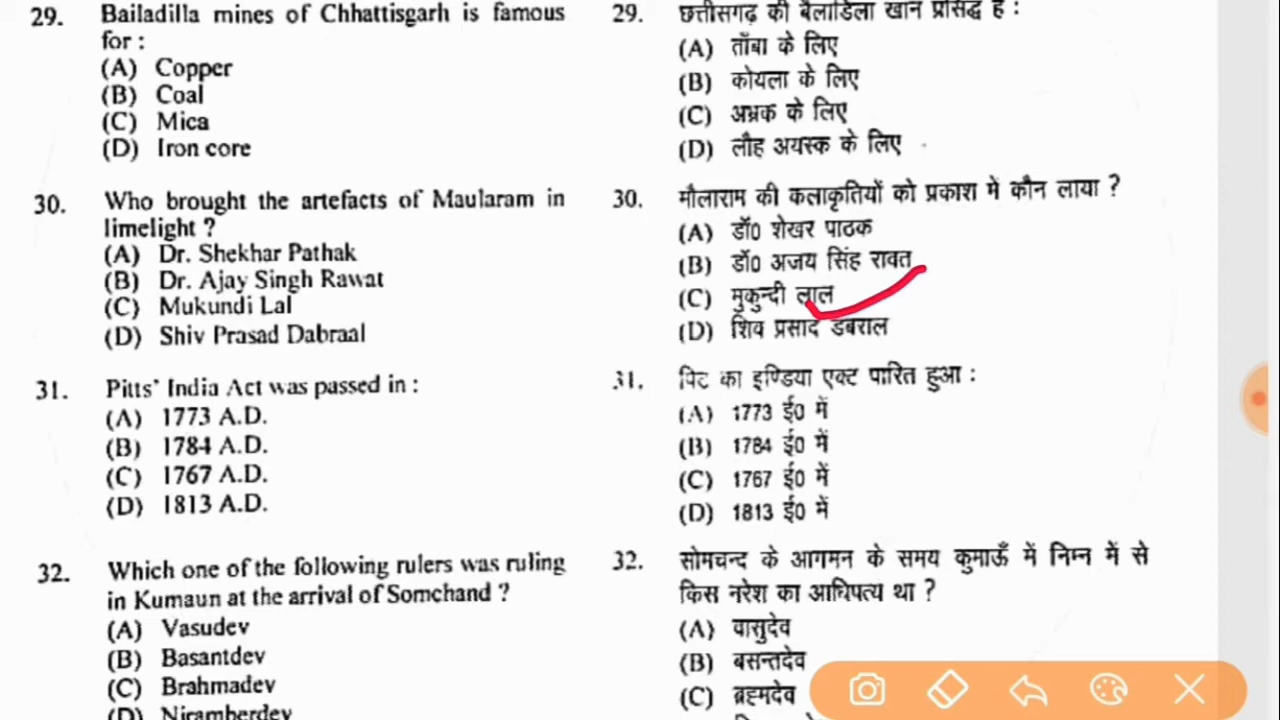 29. Bailadilla mines of Chhattisgarh is famous
for :
(A) Copper
(B) Coal
(C) Mica
(D) Iron core
30. Who brought the artefacts of Maularam in
limelight ?
(A) Dr. Shekhar Pathak
(B) Dr. Ajay Singh Rawat
(C) Mukundi Lal
(D) Shiv Prasad Dabraal
31. Pitts' India Act was passed in :
(A) 1773 A.D.
(B) 1784 A.D.
(C) 1767 A.D.
(D) 1813 A.D.
32. Which one of the following rulers was ruling
in Kumaun at the arrival of Somchand ?
(A) Vasudev
(B) Basantdev
(C) Brahmadev
(D) Niramberdev
29. छत्तीसगढ़ की बैलाडिला खान प्रसिद्ध है :
(A) ताँबा के लिए
(B) कोयला के लिए
(C) अभ्रक के लिए
(D) लौह अयस्क के लिए
30. मौलाराम की कलाकृतियों को प्रकाश में कौन लाया ?
(A) डॉ0 शेखर पाठक
(B) डॉ0 अजय सिंह रावत
(C) मुकुन्दी लाल
(D) शिव प्रसाद डबराल
31. पिट का इण्डिया एक्ट पारित हुआ :
(A) 1773 ई0 में
(B) 1784 ई0 में
(C) 1767 ई0 में
(D) 1813 ई0 में
32. सोमचन्द के आगमन के समय कुमाऊँ में निम्न में से
किस नरेश का आधिपत्य था ?
(A) वासुदेव
(B) बसन्तदेव
(C) ब्रह्मदेव